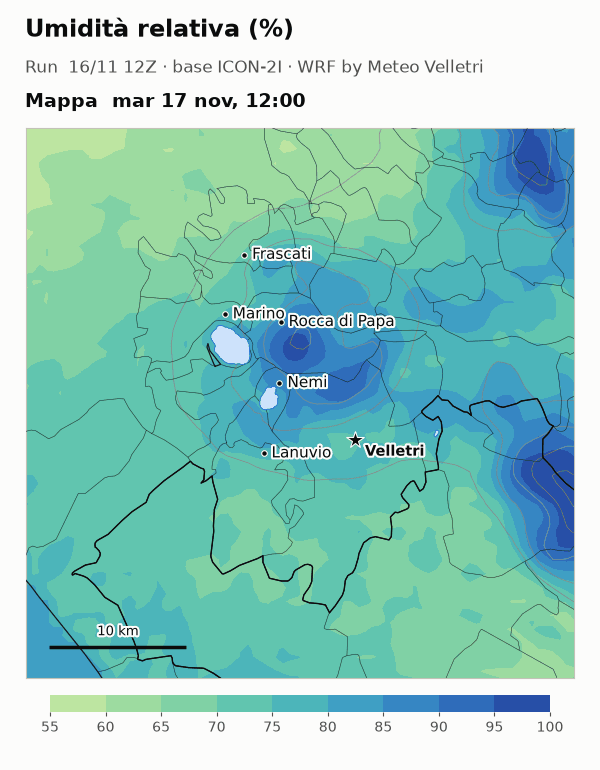 Umidità relativa (%)
Run  16/11 12Z · base ICON-2I · WRF by Meteo Velletri
Mappa  mar 17 nov, 12:00
Frascati
Marino
Rocca di Papa
Nemi
Velletri
Lanuvio
10 km
55 60 65 70 75 80 85 90 95 100